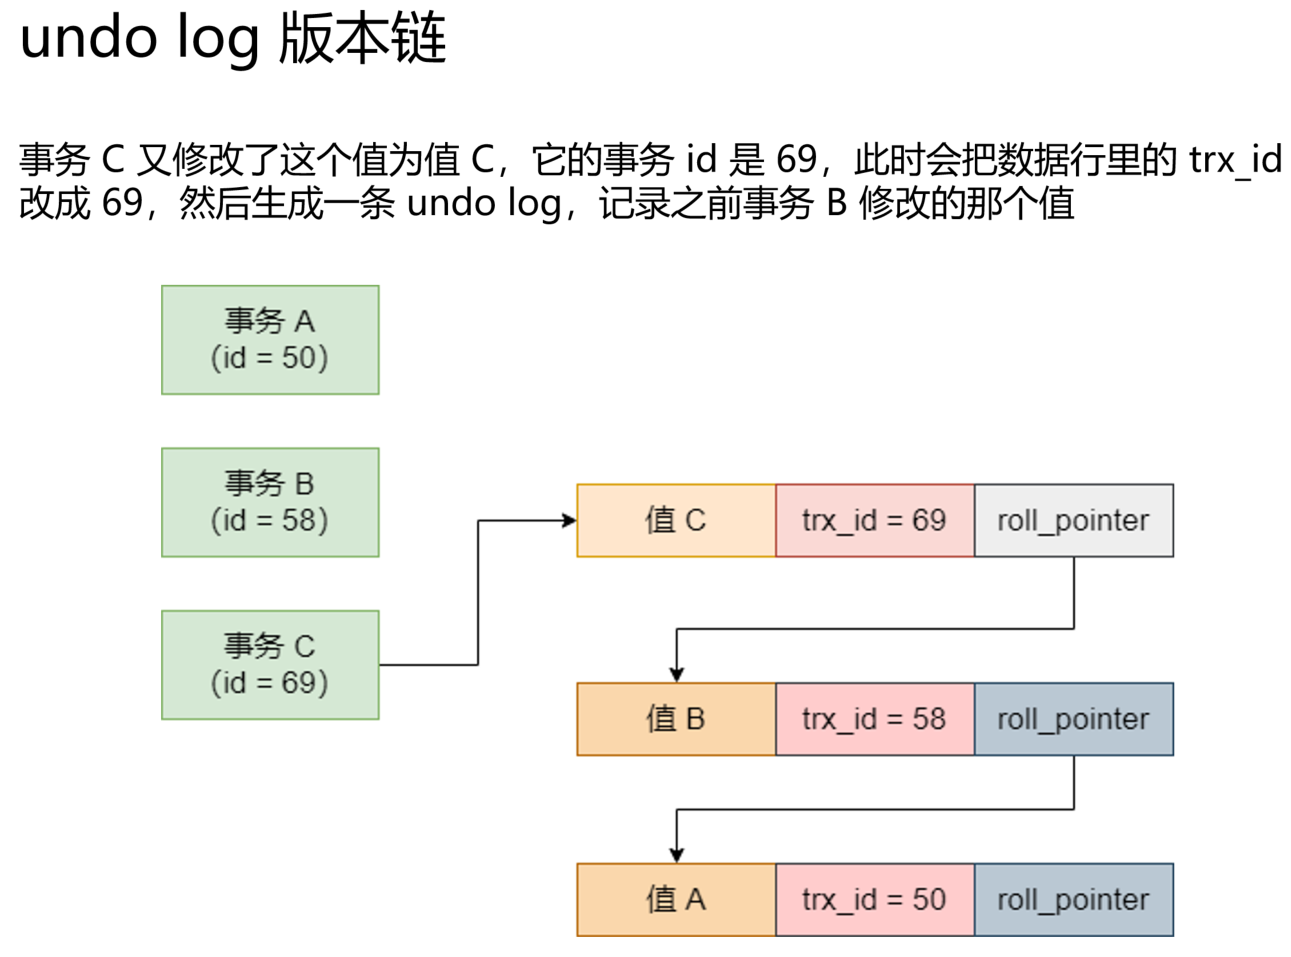 undo log 版本链
事务 C 又修改了这个值为值 C，它的事务 id 是 69，此时会把数据行里的 trx_id
改成 69，然后生成一条 undo log，记录之前事务 B 修改的那个值
事务 A
（id = 50）
事务 B
（id = 58）
事务 C
（id = 69）
值 C
trx_id = 69
roll_pointer
值 B
trx_id = 58
roll_pointer
值 A
trx_id = 50
roll_pointer